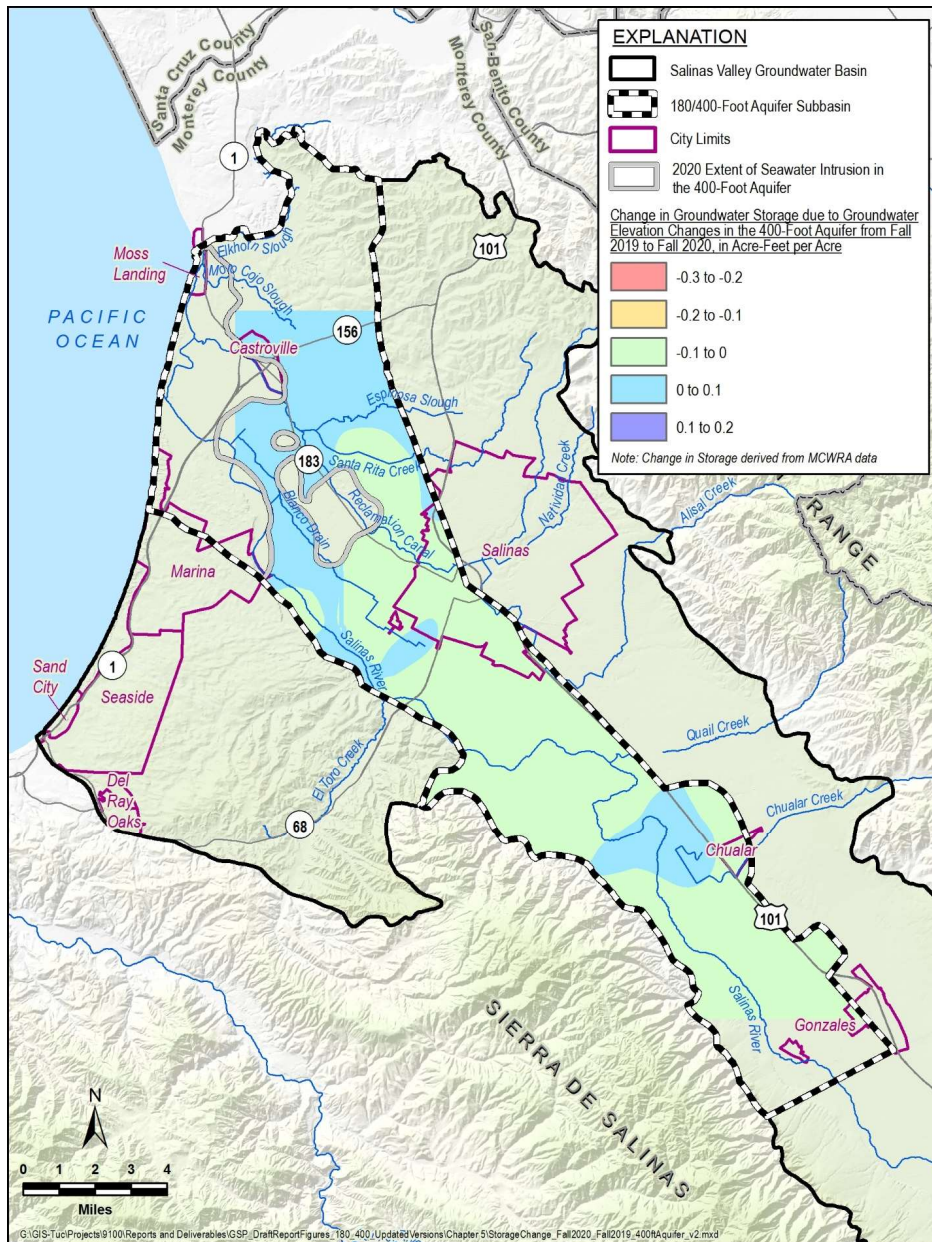 EXPLANATION
Salinas Valley Groundwater Basin
180/400-Foot Aquifer Subbasin
City Limits
2020 Extent of Seawater Intrusion in
the 400-Foot Aquifer
Change in Groundwater Storage due to Groundwater
Elevation Changes in the 400-Foot Aquifer from Fall
2019 to Fall 2020, in Acre-Feet per Acre
-0.3 to -0.2
-0.2 to -0.1
-0.1 to 0
0 to 0.1
0.1 to 0.2
Note: Change in Storage derived from MCWRA data
Santa Cruz County
Monterey County
San Benito County
Monterey County
1
101
Moss
Landing
Elkhorn Slough
Moro Cojo Slough
PACIFIC
OCEAN
156
Castroville
Espinosa Slough
183
Santa Rita Creek
Natividad Creek
Alisal Creek
RANGE
Blanco Drain
Reclamation Canal
Salinas
Marina
Salinas River
Sand
City
1
Seaside
Quail Creek
El Toro Creek
Del
Ray
Oaks
68
Chualar Creek
Chualar
101
Salinas River
Gonzales
SIERRA DE SALINAS
N
0 1 2 3 4
Miles
G:\GIS-Tuc\Projects\9100\Reports and Deliverables\GSP_DraftReportFigures_180_400_UpdatedVersions\Chapter 5\StorageChange_Fall2020_Fall2019_400ftAquifer_v2.mxd